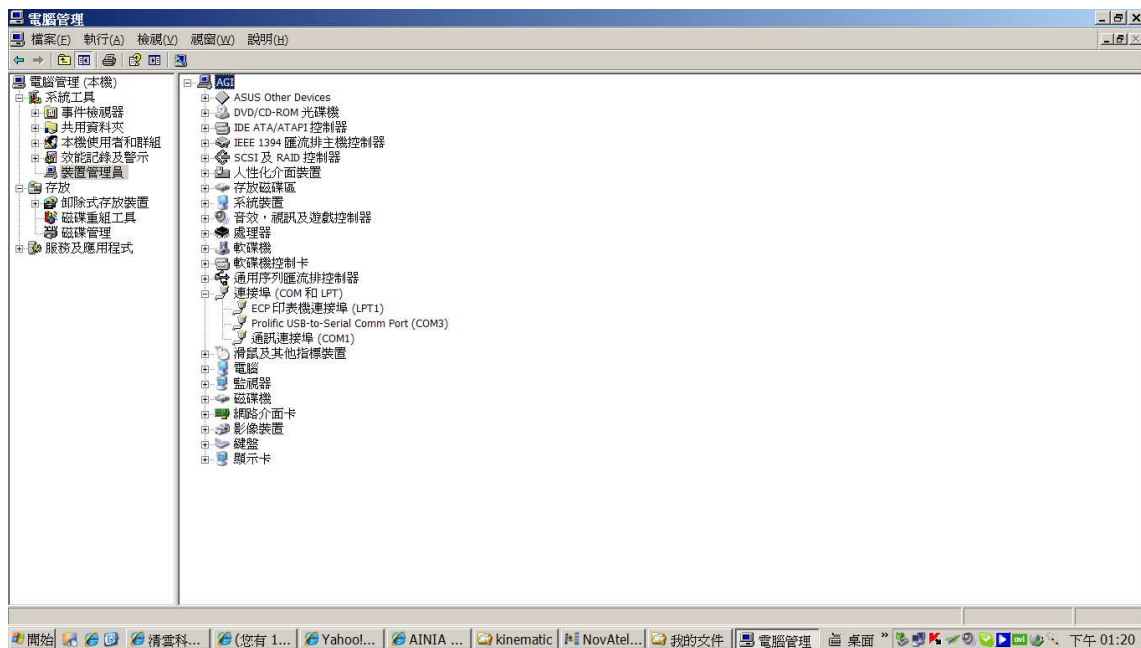 電腦管理
檔案(F) 執行(A) 檢視(V) 視窗(W) 說明(H)
電腦管理 (本機)
系統工具
事件檢視器
共用資料夾
本機使用者和群組
效能記錄及警示
裝置管理員
存放
卸除式存放裝置
磁碟重組工具
磁碟管理
服務及應用程式
AGI
ASUS Other Devices
DVD/CD-ROM 光碟機
IDE ATA/ATAPI 控制器
IEEE 1394 匯流排主機控制器
SCSI 及 RAID 控制器
人性化介面裝置
存放磁碟區
系統裝置
音效，視訊及遊戲控制器
處理器
軟碟機
軟碟機控制卡
通用序列匯流排控制器
連接埠 (COM 和 LPT)
ECP 印表機連接埠 (LPT1)
Prolific USB-to-Serial Comm Port (COM3)
通訊連接埠 (COM1)
滑鼠及其他指標裝置
電腦
監視器
磁碟機
網路介面卡
影像裝置
鍵盤
顯示卡
開始 清雲科... (您有 1... Yahoo!... AINIA ... kinematic NovAtel... 我的文件 電腦管理 桌面 » 下午 01:20